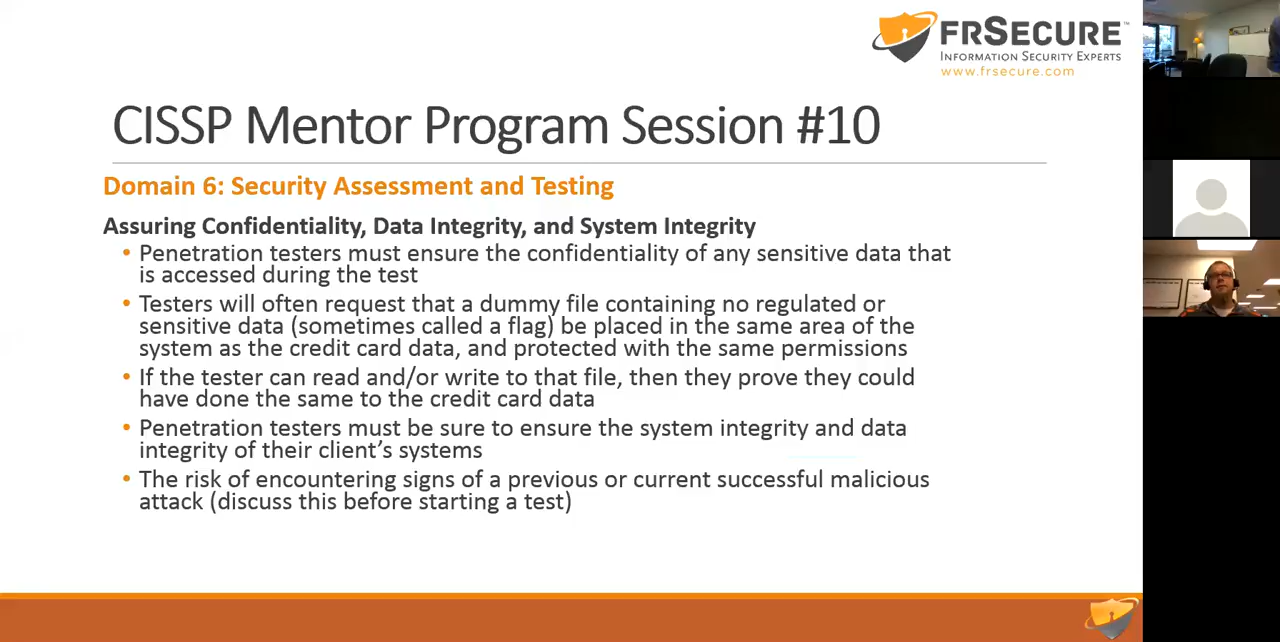 FRSECURE™
INFORMATION SECURITY EXPERTS
www.frsecure.com
CISSP Mentor Program Session #10
Domain 6: Security Assessment and Testing
Assuring Confidentiality, Data Integrity, and System Integrity
• Penetration testers must ensure the confidentiality of any sensitive data that
is accessed during the test
• Testers will often request that a dummy file containing no regulated or
sensitive data (sometimes called a flag) be placed in the same area of the
system as the credit card data, and protected with the same permissions
• If the tester can read and/or write to that file, then they prove they could
have done the same to the credit card data
• Penetration testers must be sure to ensure the system integrity and data
integrity of their client’s systems
• The risk of encountering signs of a previous or current successful malicious
attack (discuss this before starting a test)